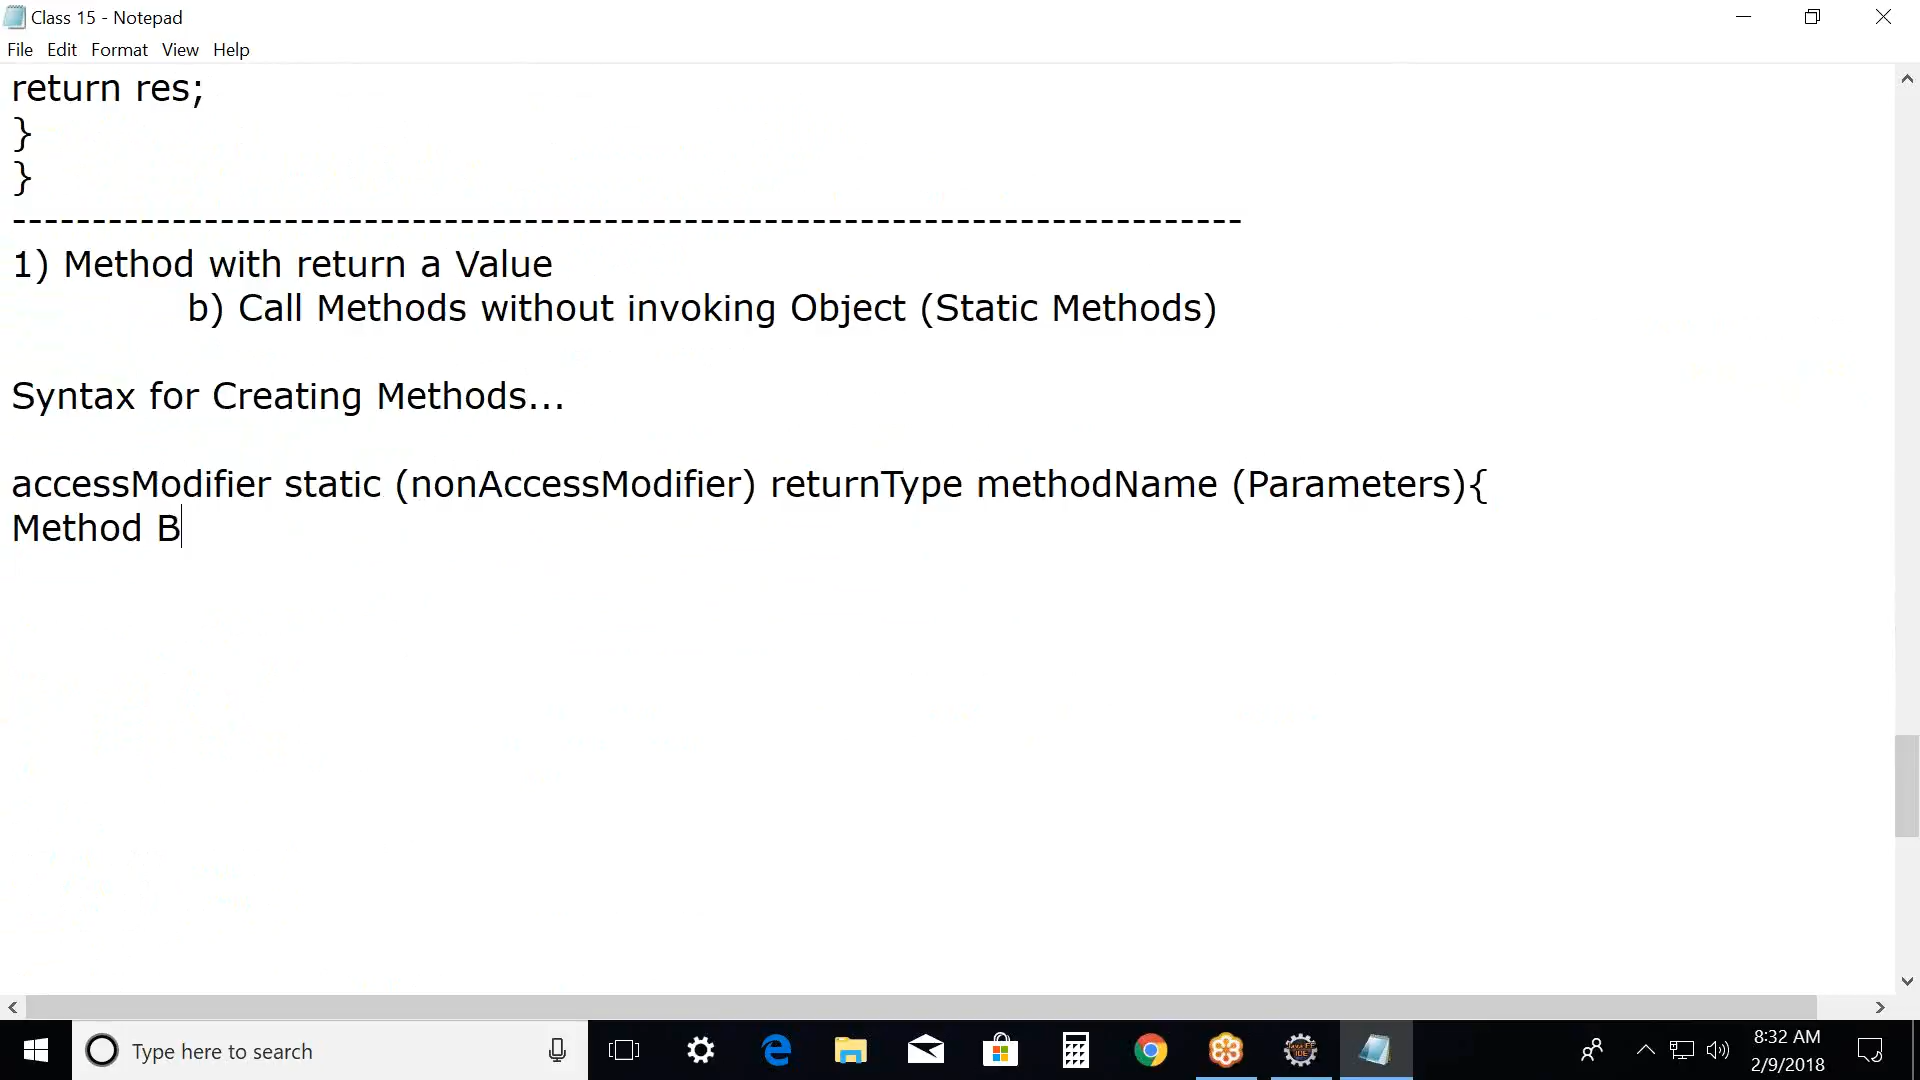 Class 15 - Notepad
File Edit Format View Help
return res;
}
}
-----------------------------------------------------------------------------
1) Method with return a Value
b) Call Methods without invoking Object (Static Methods)
Syntax for Creating Methods...
accessModifier static (nonAccessModifier) returnType methodName (Parameters){
Method B
Type here to search
8:32 AM
2/9/2018